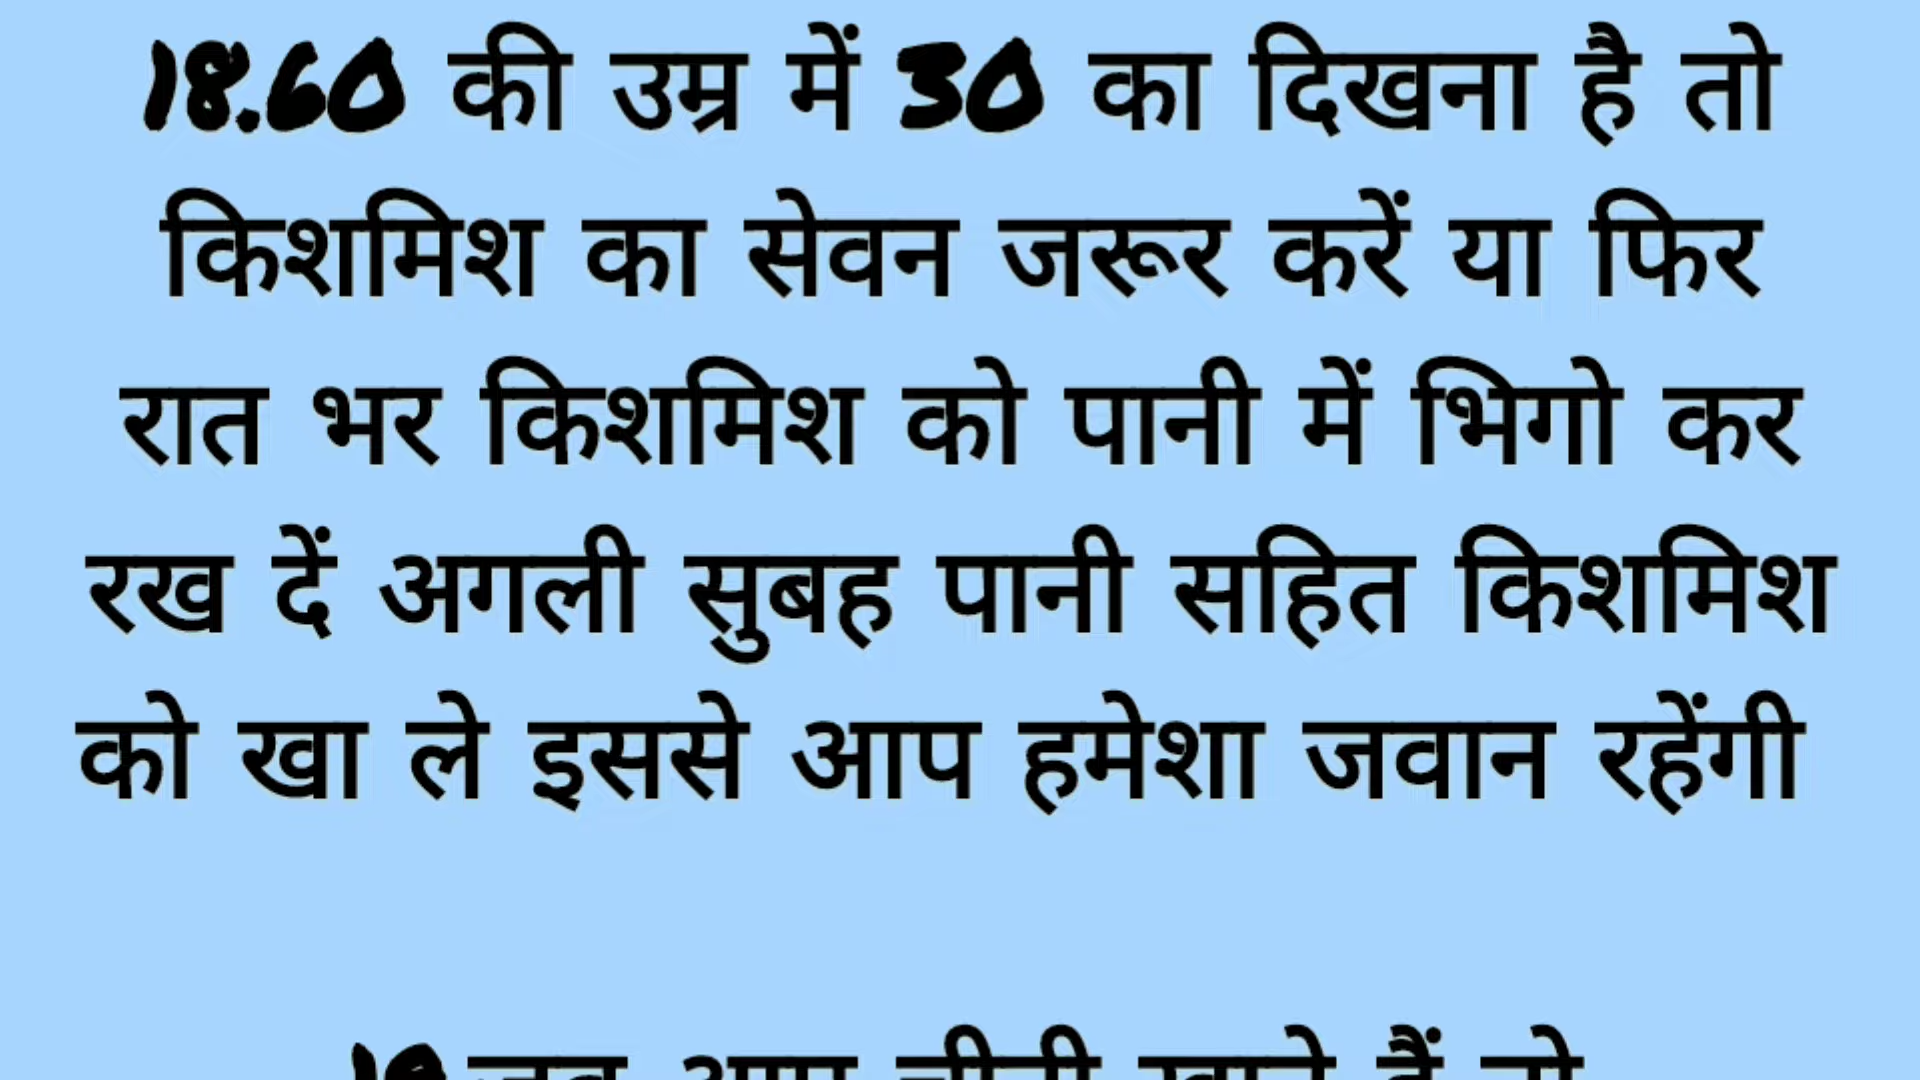 18.60 की उम्र में 30 का दिखना है तो
किशमिश का सेवन जरूर करें या फिर
रात भर किशमिश को पानी में भिगो कर
रख दें अगली सुबह पानी सहित किशमिश
को खा ले इससे आप हमेशा जवान रहेंगी
जब आप चीनी खाते हैं तो